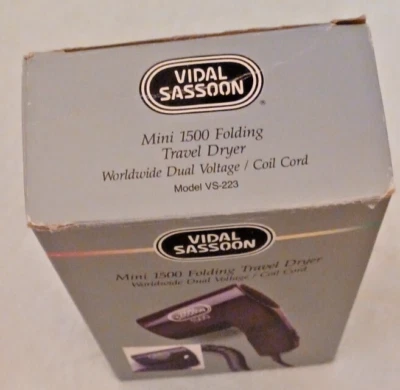 VIDAL
SASSOON
®
Mini 1500 Folding
Travel Dryer
Worldwide Dual Voltage / Coil Cord
Model VS-223
VIDAL
SASSOON
Mini 1500 Folding Travel Dryer
Worldwide Dual Voltage / Coil Cord